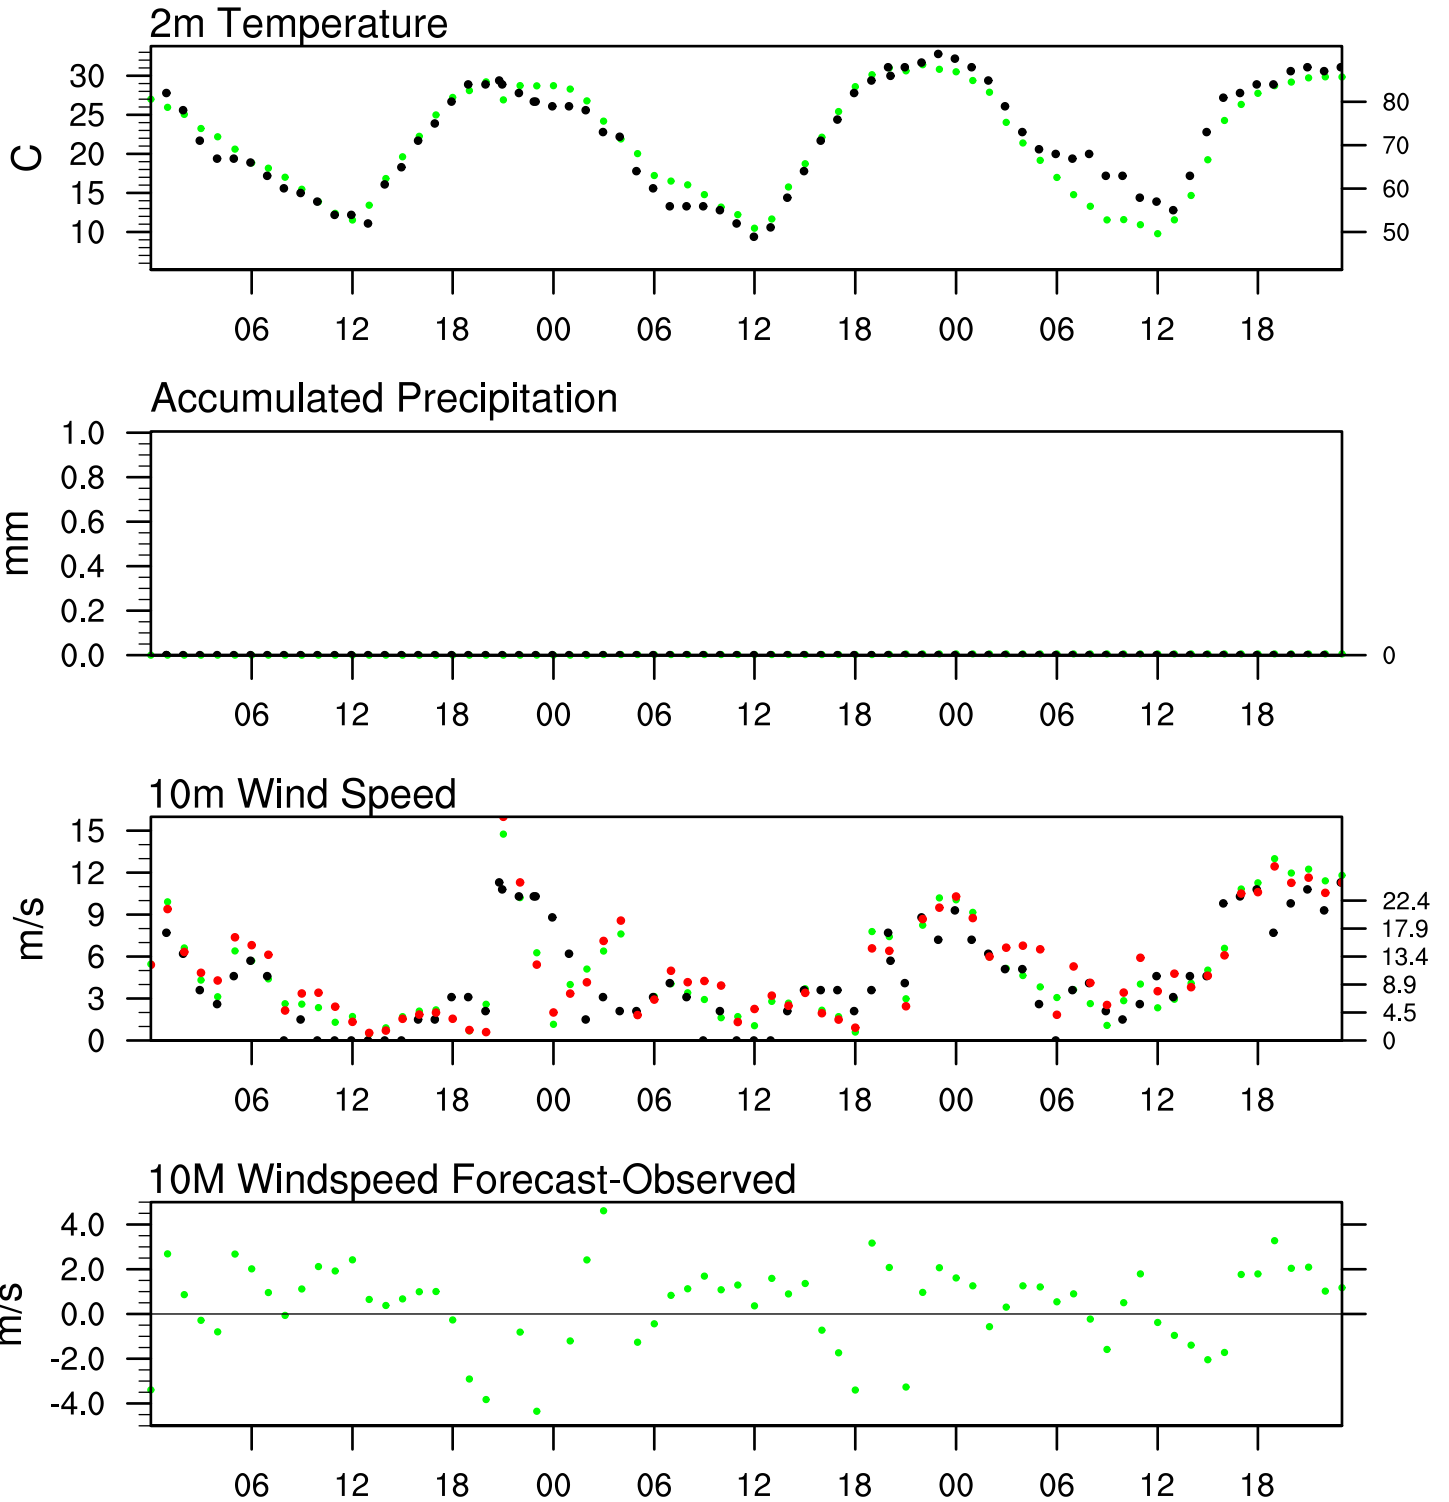 2m Temperature
C
30
25
20
15
10
80
70
60
50
06 12 18 00 06 12 18 00 06 12 18
Accumulated Precipitation
mm
1.0
0.8
0.6
0.4
0.2
0.0
0
06 12 18 00 06 12 18 00 06 12 18
10m Wind Speed
m/s
15
12
9
6
3
0
22.4
17.9
13.4
8.9
4.5
0
06 12 18 00 06 12 18 00 06 12 18
10M Windspeed Forecast-Observed
m/s
4.0
2.0
0.0
-2.0
-4.0
06 12 18 00 06 12 18 00 06 12 18